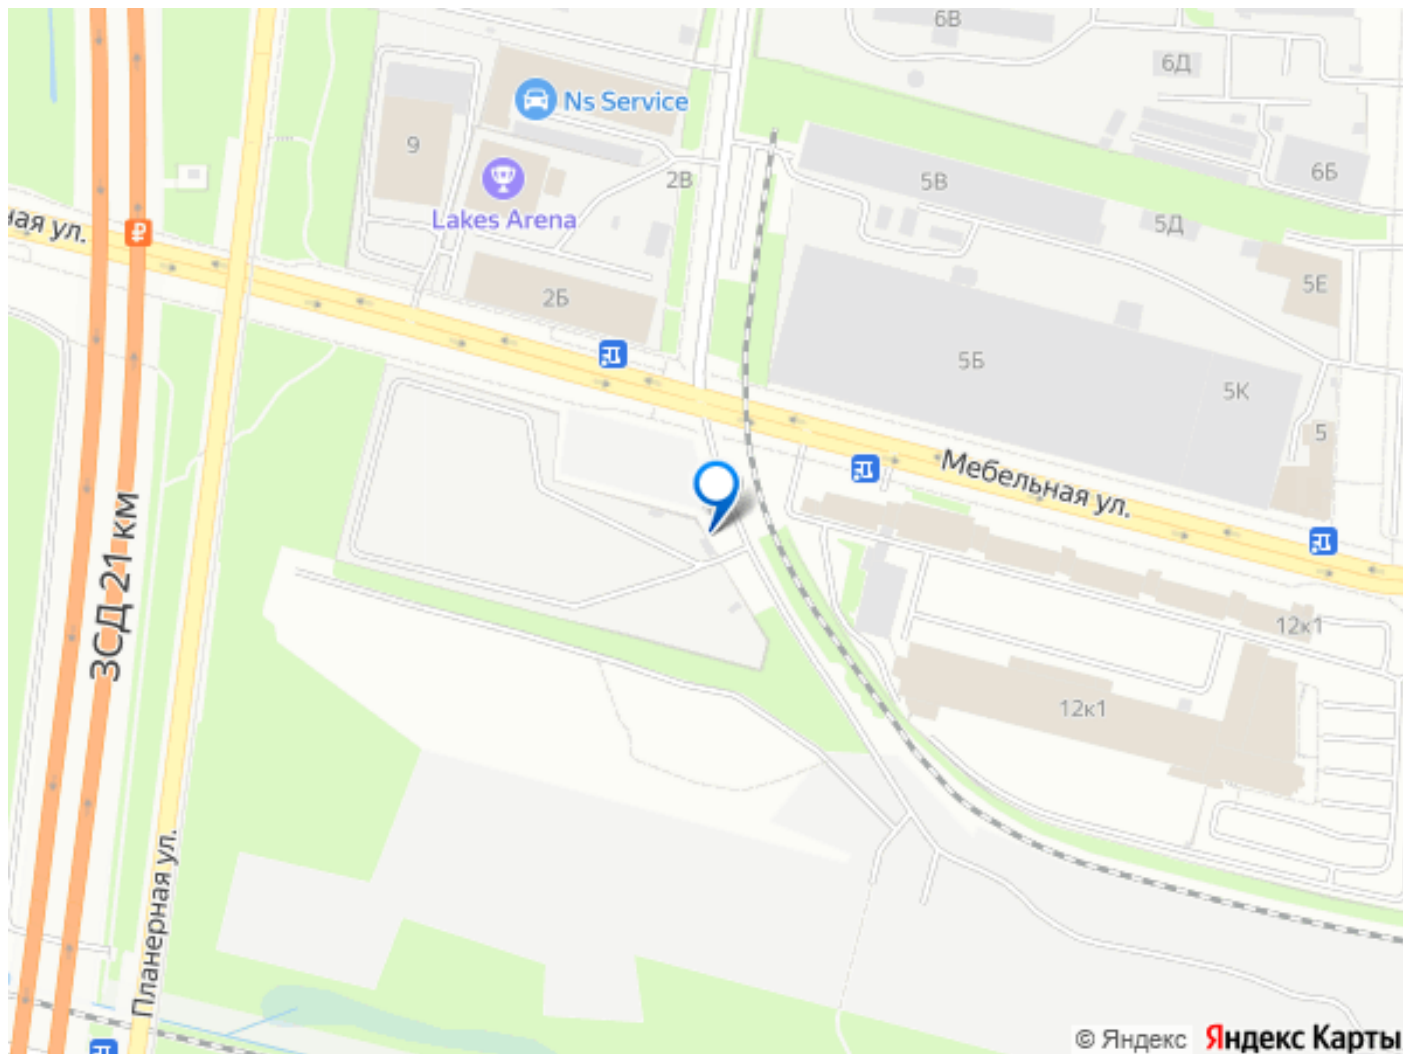 6В
6Д
Ns Service
9
2В
5В
6Б
Lakes Arena
5Д
ная ул.
₽
2Б
5Е
5Б
5К
5
Мебельная ул.
ЗСД 21 км
12к1
12к1
Планерная ул.
© Яндекс Яндекс Карты